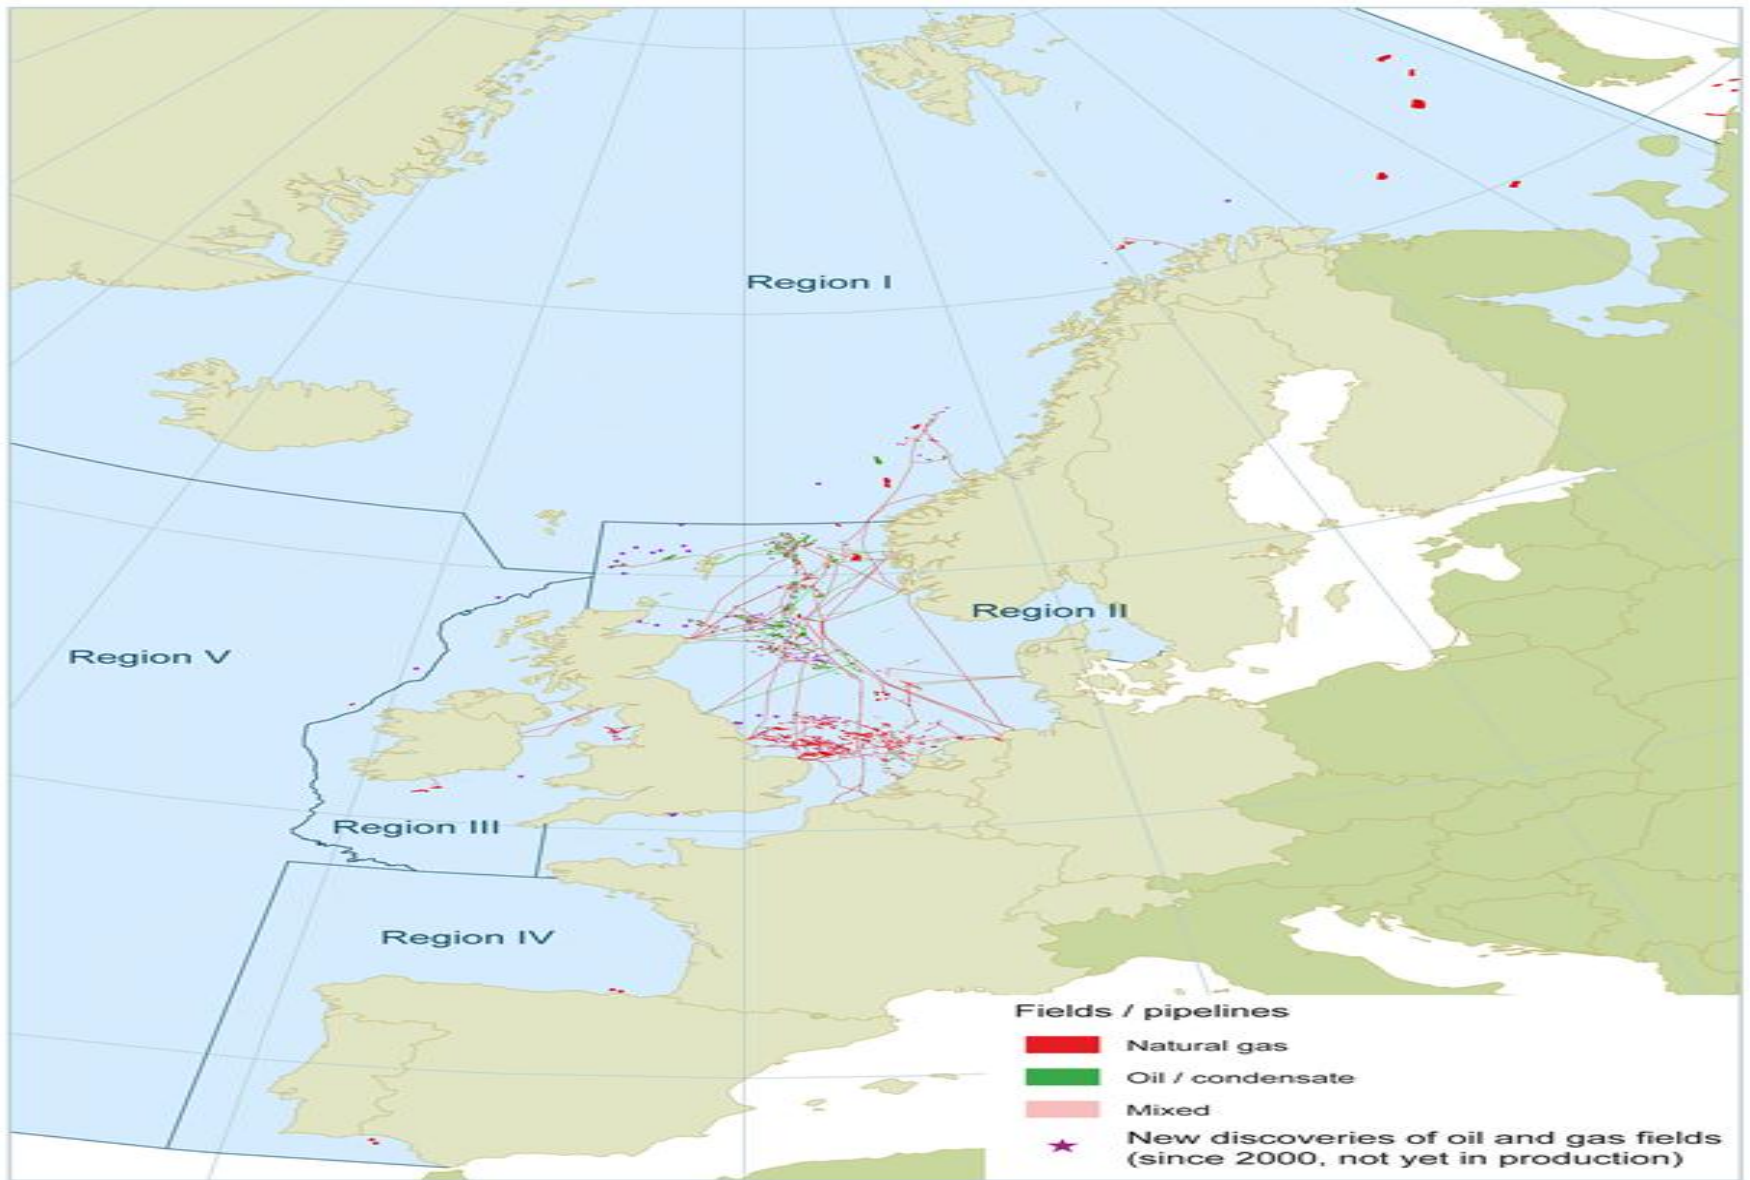 Region I
Region II
Region V
Region III
Region IV
Fields / pipelines
Natural gas
Oil / condensate
Mixed
New discoveries of oil and gas fields
(since 2000, not yet in production)